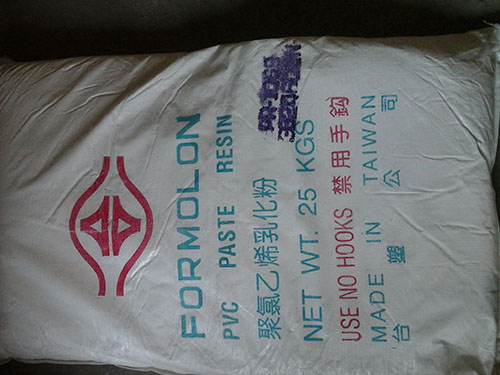 FORMOLON
PVC PASTE RESIN
聚氯乙烯乳化粉
NET WT. 25 KGS
USE NO HOOKS 禁用手鈎
MADE IN TAIWAN
台塑公司